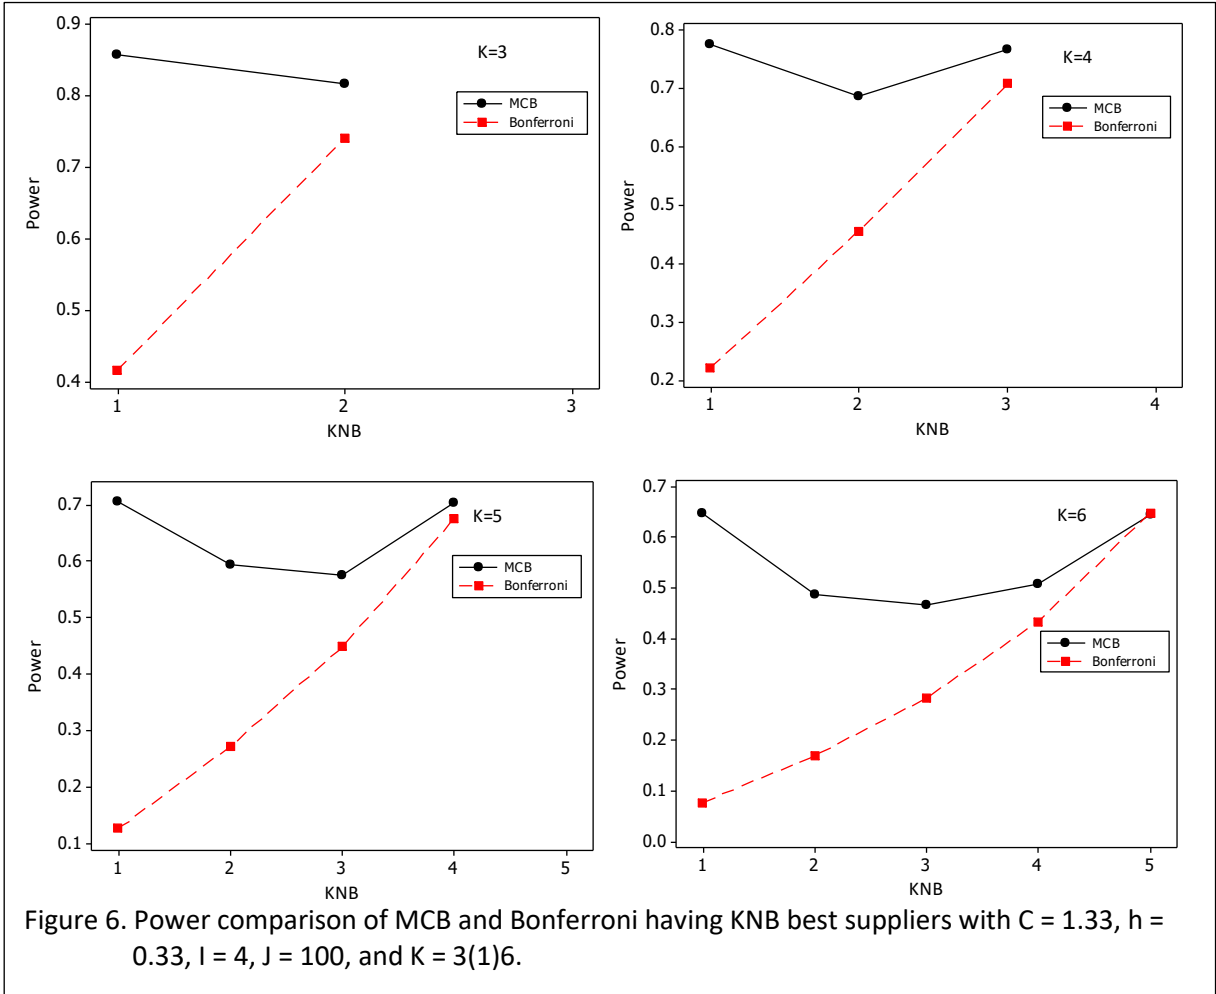 0.9
0.8
0.7
0.6
0.5
0.4
Power
K=3
MCB
Bonferroni
1 2 3
KNB
0.8
0.7
0.6
0.5
0.4
0.3
0.2
Power
K=4
MCB
Bonferroni
1 2 3 4
KNB
0.7
0.6
0.5
0.4
0.3
0.2
0.1
Power
K=5
MCB
Bonferroni
1 2 3 4 5
KNB
0.7
0.6
0.5
0.4
0.3
0.2
0.1
0.0
Power
K=6
MCB
Bonferroni
1 2 3 4 5
KNB
Figure 6. Power comparison of MCB and Bonferroni having KNB best suppliers with C = 1.33, h =
0.33, I = 4, J = 100, and K = 3(1)6.